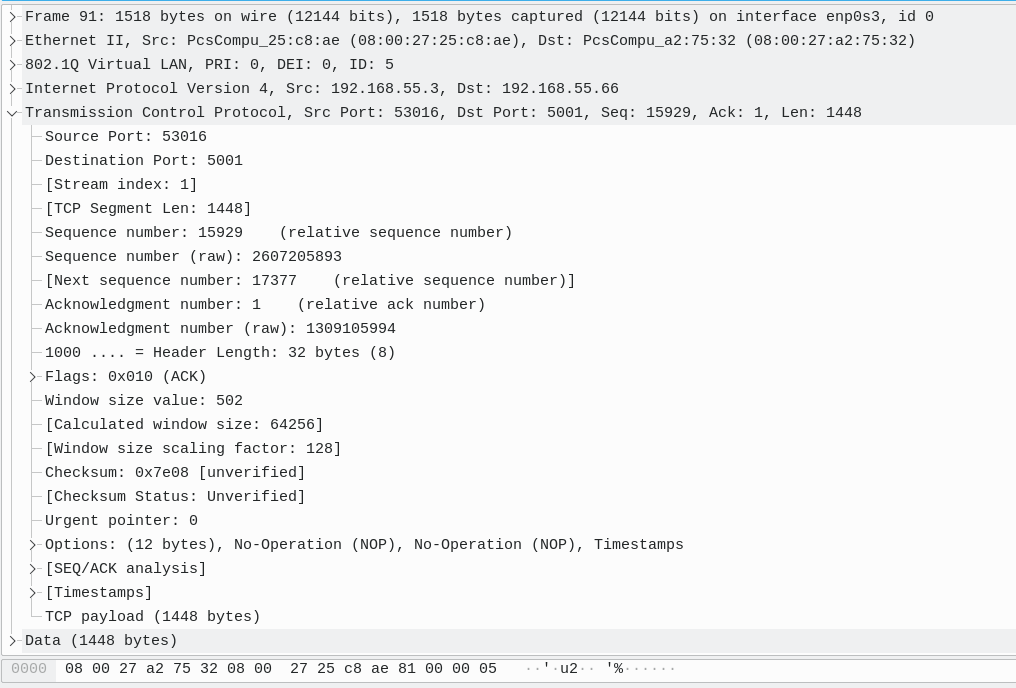 Frame 91: 1518 bytes on wire (12144 bits), 1518 bytes captured (12144 bits) on interface enp0s3, id 0
Ethernet II, Src: PcsCompu_25:c8:ae (08:00:27:25:c8:ae), Dst: PcsCompu_a2:75:32 (08:00:27:a2:75:32)
802.1Q Virtual LAN, PRI: 0, DEI: 0, ID: 5
Internet Protocol Version 4, Src: 192.168.55.3, Dst: 192.168.55.66
Transmission Control Protocol, Src Port: 53016, Dst Port: 5001, Seq: 15929, Ack: 1, Len: 1448
Source Port: 53016
Destination Port: 5001
[Stream index: 1]
[TCP Segment Len: 1448]
Sequence number: 15929    (relative sequence number)
Sequence number (raw): 2607205893
[Next sequence number: 17377    (relative sequence number)]
Acknowledgment number: 1    (relative ack number)
Acknowledgment number (raw): 1309105994
1000 .... = Header Length: 32 bytes (8)
Flags: 0x010 (ACK)
Window size value: 502
[Calculated window size: 64256]
[Window size scaling factor: 128]
Checksum: 0x7e08 [unverified]
[Checksum Status: Unverified]
Urgent pointer: 0
Options: (12 bytes), No-Operation (NOP), No-Operation (NOP), Timestamps
[SEQ/ACK analysis]
[Timestamps]
TCP payload (1448 bytes)
Data (1448 bytes)
0000  08 00 27 a2 75 32 08 00  27 25 c8 ae 81 00 00 05   ··'·u2·· '%······